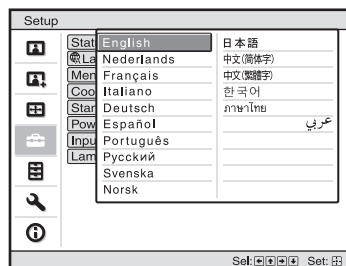 Setup
Stat
La
Men
Coo
Star
Pow
Inpu
Lam
English
Nederlands
Français
Italiano
Deutsch
Español
Português
Русский
Svenska
Norsk
日本語
中文(简体字)
中文(繁體字)
한국어
ภาษาไทย
عربي
Sel: Set: